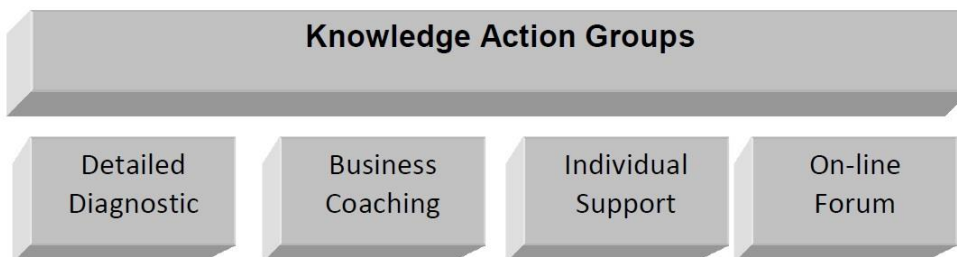 Knowledge Action Groups
Detailed
Diagnostic
Business
Coaching
Individual
Support
On-line
Forum